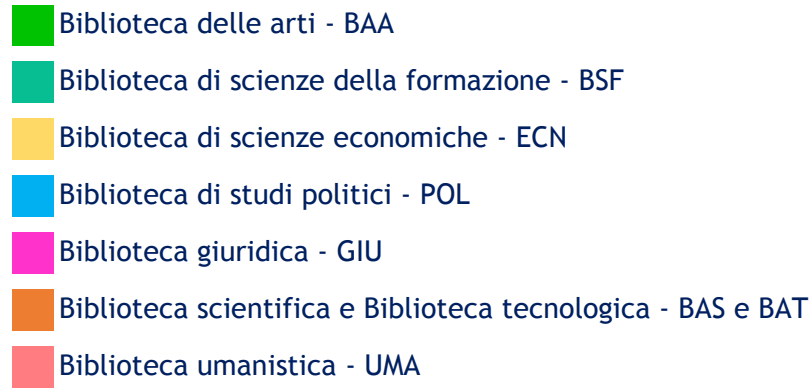 Biblioteca delle arti - BAA
Biblioteca di scienze della formazione - BSF
Biblioteca di scienze economiche - ECN
Biblioteca di studi politici - POL
Biblioteca giuridica - GIU
Biblioteca scientifica e Biblioteca tecnologica - BAS e BAT
Biblioteca umanistica - UMA